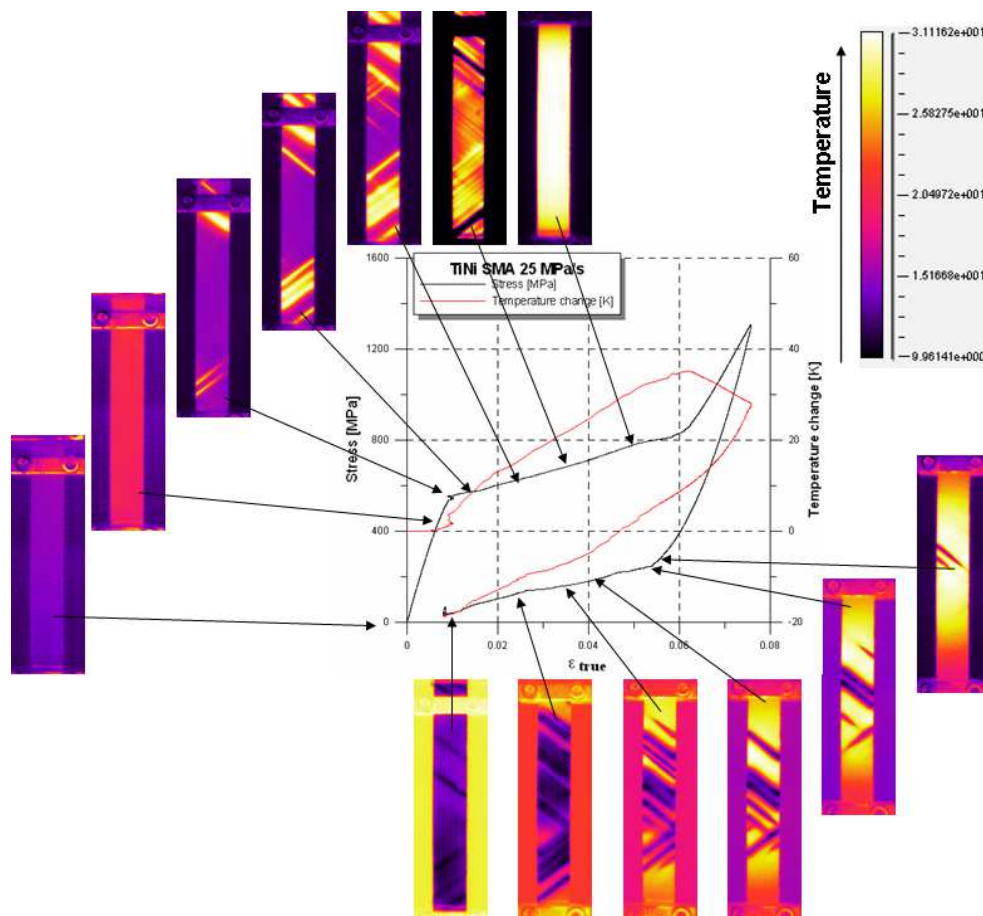 Temperature
3.11162e+001
2.58275e+001
2.04972e+001
1.51668e+001
9.96141e+000
TiNi SMA 25 MPa/s
Stress [MPa]
Temperature change [K]
1600
1200
800
400
0
Stress [MPa]
60
40
20
0
-20
Temperature change [K]
0
0.02
0.04
0.06
0.08
ε true